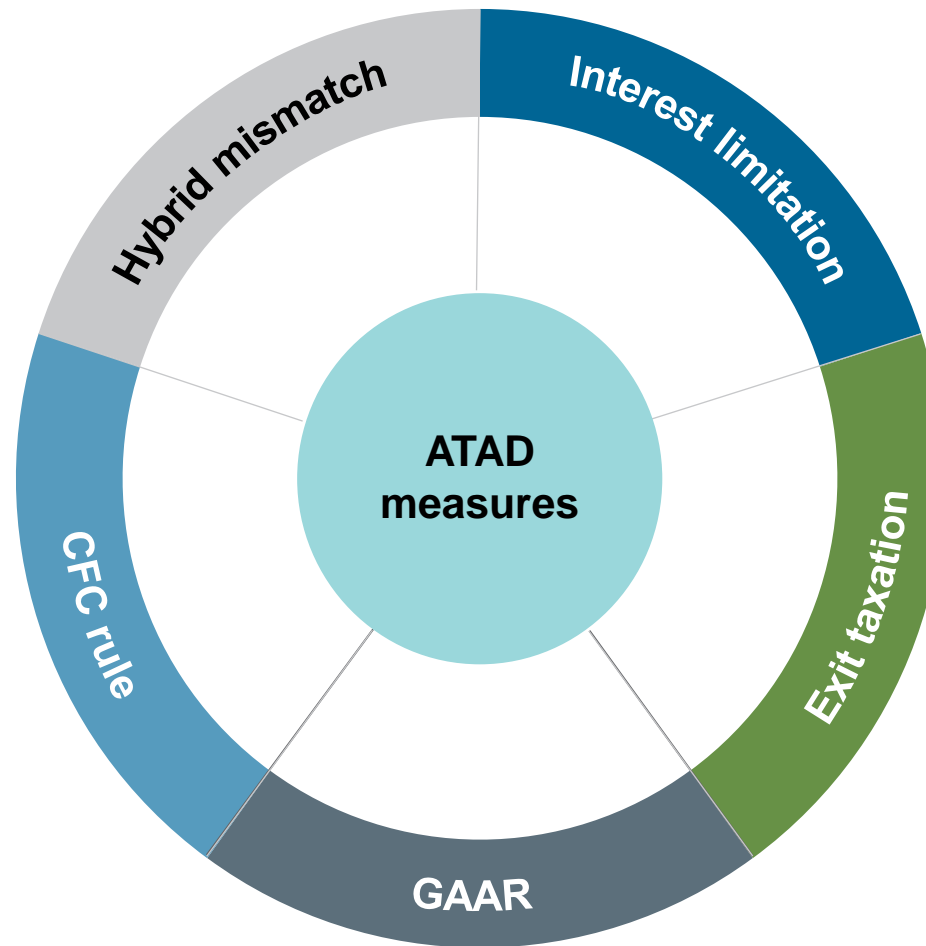 Hybrid mismatch
Interest limitation
ATAD
measures
CFC rule
Exit taxation
GAAR